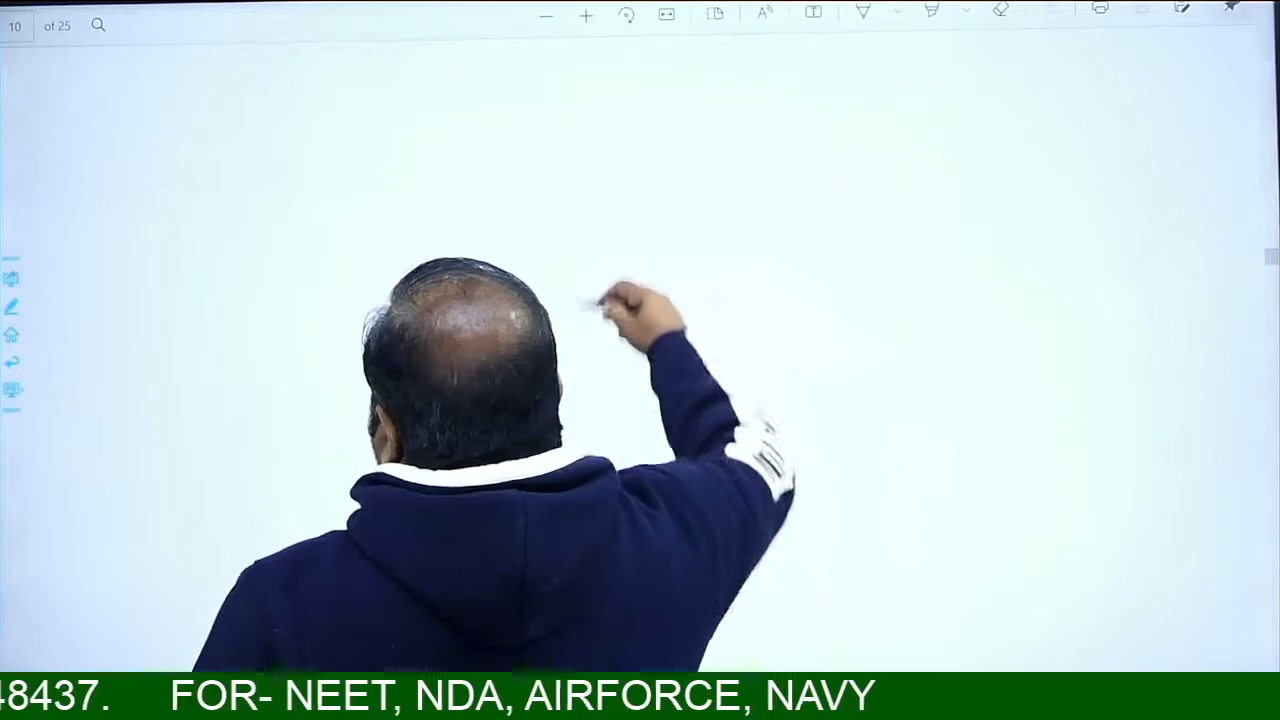 10 of 25
48437. FOR- NEET, NDA, AIRFORCE, NAVY